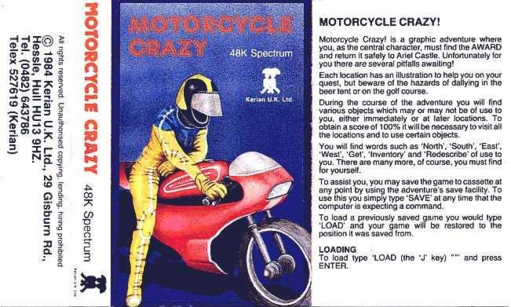 All rights reserved. Unauthorised copying, lending, hiring prohibited
© 1984 Kerian U.K. Ltd., 29 Gisburn Rd.,
Hessle, Hull HU13 9HZ.
Tel. (0482) 643786
Telex 527619 (Kerian)
MOTORCYCLE CRAZY 48K Spectrum
MOTORCYCLE
CRAZY
48K Spectrum
Kerian U.K. Ltd.
MOTORCYCLE CRAZY!
Motorcycle Crazy! is a graphic adventure where
you, as the central character, must find the AWARD
and return it safely to Ariel Castle. Unfortunately for
you there are several pitfalls awaiting!
Each location has an illustration to help you on your
quest, but beware of the hazards of dallying in the
beer tent or on the golf course.
During the course of the adventure you will find
various objects which may or may not be of use to
you, either immediately or at later locations. To
obtain a score of 100% it will be necessary to visit all
the locations and to use certain objects.
You will find words such as 'North', 'South', 'East',
'West', 'Get', 'Inventory' and 'Redescribe' of use to
you. There are many more, of course, you must find
for yourself.
To assist you, you may save the game to cassette at
any point by using the adventure's save facility. To
use this you simply type 'SAVE' at any time that the
computer is expecting a command.
To load a previously saved game you would type
'LOAD' and your game will be restored to the
position it was saved from.
LOADING
To load type 'LOAD (the 'J' key) ""' and press
ENTER.